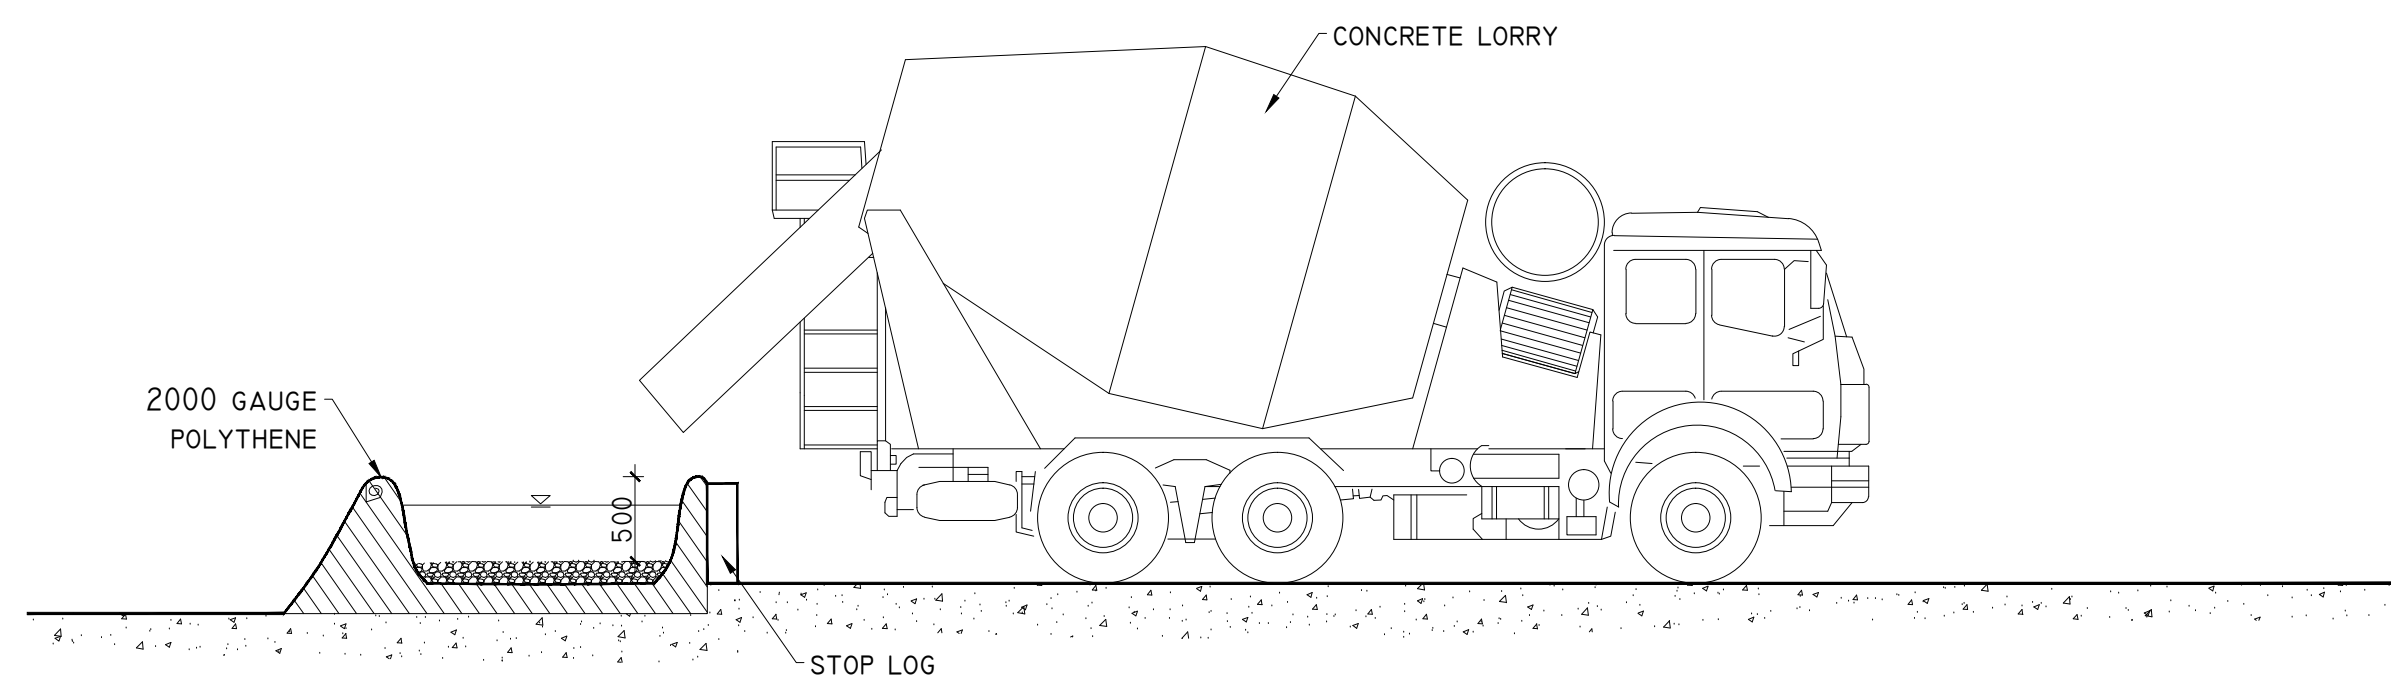 CONCRETE LORRY
2000 GAUGE
POLYTHENE
500
STOP LOG